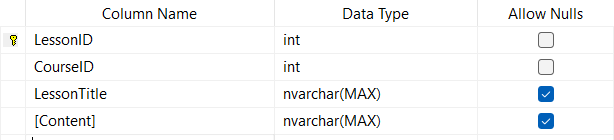 Column Name Data Type Allow Nulls
LessonID int
CourseID int
LessonTitle nvarchar(MAX)
[Content] nvarchar(MAX)